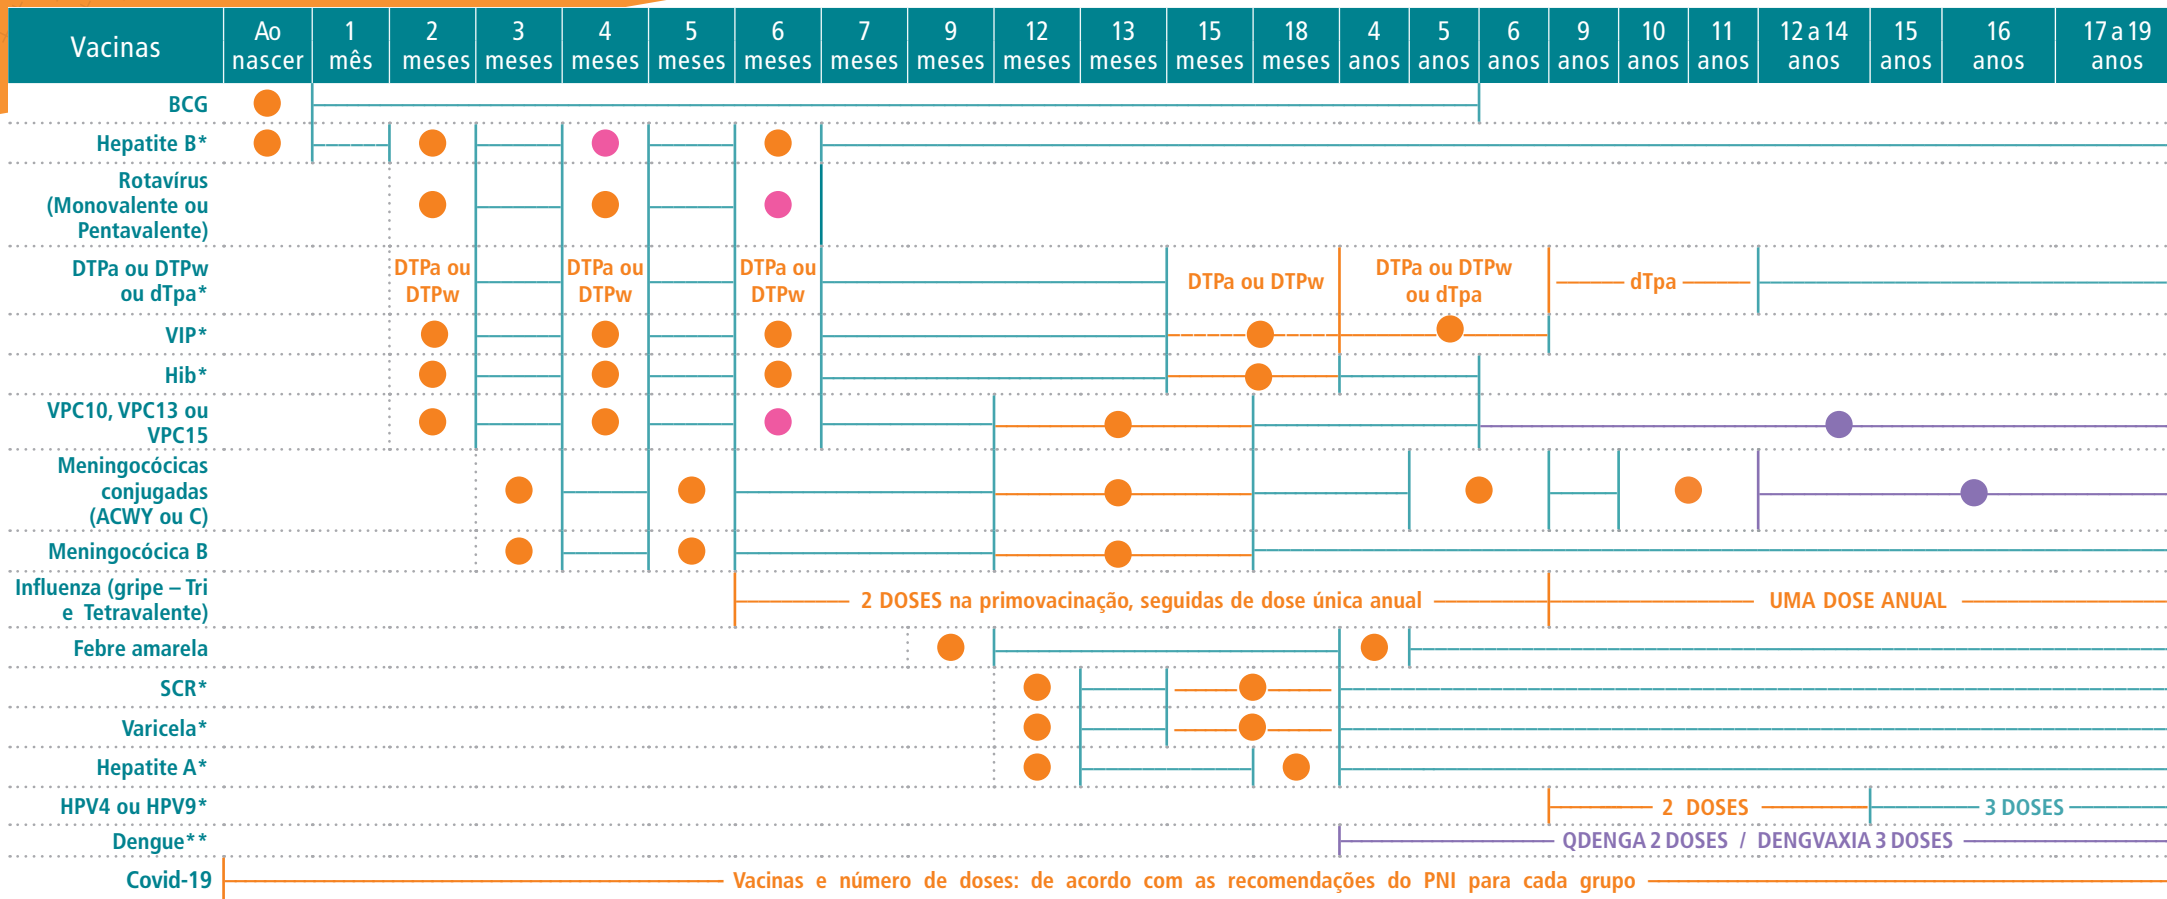 Vacinas
Ao nascer
1 mês
2 meses
3 meses
4 meses
5 meses
6 meses
7 meses
9 meses
12 meses
13 meses
15 meses
18 meses
4 anos
5 anos
6 anos
9 anos
10 anos
11 anos
12 a 14 anos
15 anos
16 anos
17 a 19 anos
BCG
Hepatite B*
Rotavírus
(Monovalente ou
Pentavalente)
DTPa ou DTPw
ou dTpa*
DTPa ou
DTPw
DTPa ou
DTPw
DTPa ou
DTPw
DTPa ou DTPw
DTPa ou DTPw
ou dTpa
dTpa
VIP*
Hib*
VPC10, VPC13 ou
VPC15
Meningocócicas
conjugadas
(ACWY ou C)
Meningocócica B
Influenza (gripe – Tri
e Tetravalente)
2 DOSES na primovacinação, seguidas de dose única anual
UMA DOSE ANUAL
Febre amarela
SCR*
Varicela*
Hepatite A*
HPV4 ou HPV9*
2 DOSES
3 DOSES
Dengue**
QDENGA 2 DOSES / DENGVAXIA 3 DOSES
Covid-19
Vacinas e número de doses: de acordo com as recomendações do PNI para cada grupo